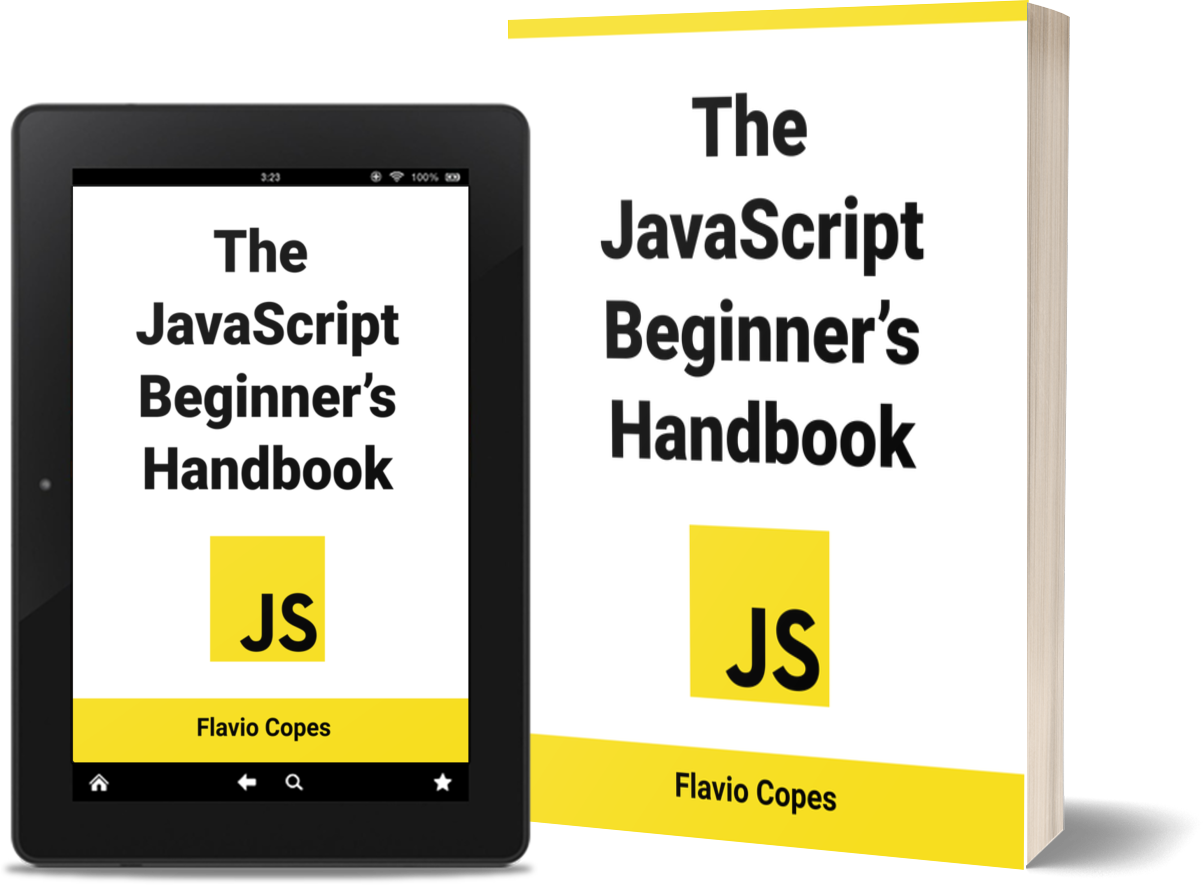 3:23 100%
The
JavaScript
Beginner’s
Handbook
JS
Flavio Copes
The
JavaScript
Beginner’s
Handbook
JS
Flavio Copes